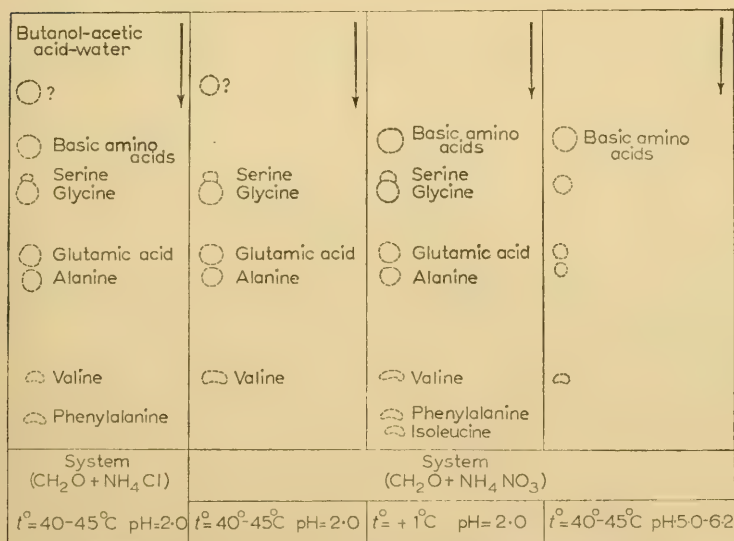 Butanol-acetic
acid-water
?
Basic amino
acids
Serine
Glycine
Glutamic acid
Alanine
Valine
Phenylalanine
?
Serine
Glycine
Glutamic acid
Alanine
Valine
Basic amino
acids
Serine
Glycine
Glutamic acid
Alanine
Valine
Phenylalanine
Isoleucine
Basic amino
acids
System
(CH₂O + NH₄Cl)
System
(CH₂O + NH₄NO₃)
t°=40-45°C pH=2·0
t°=40°-45°C pH=2·0
t°= +1°C pH=2·0
t°=40°-45°C pH·5·0-6·2